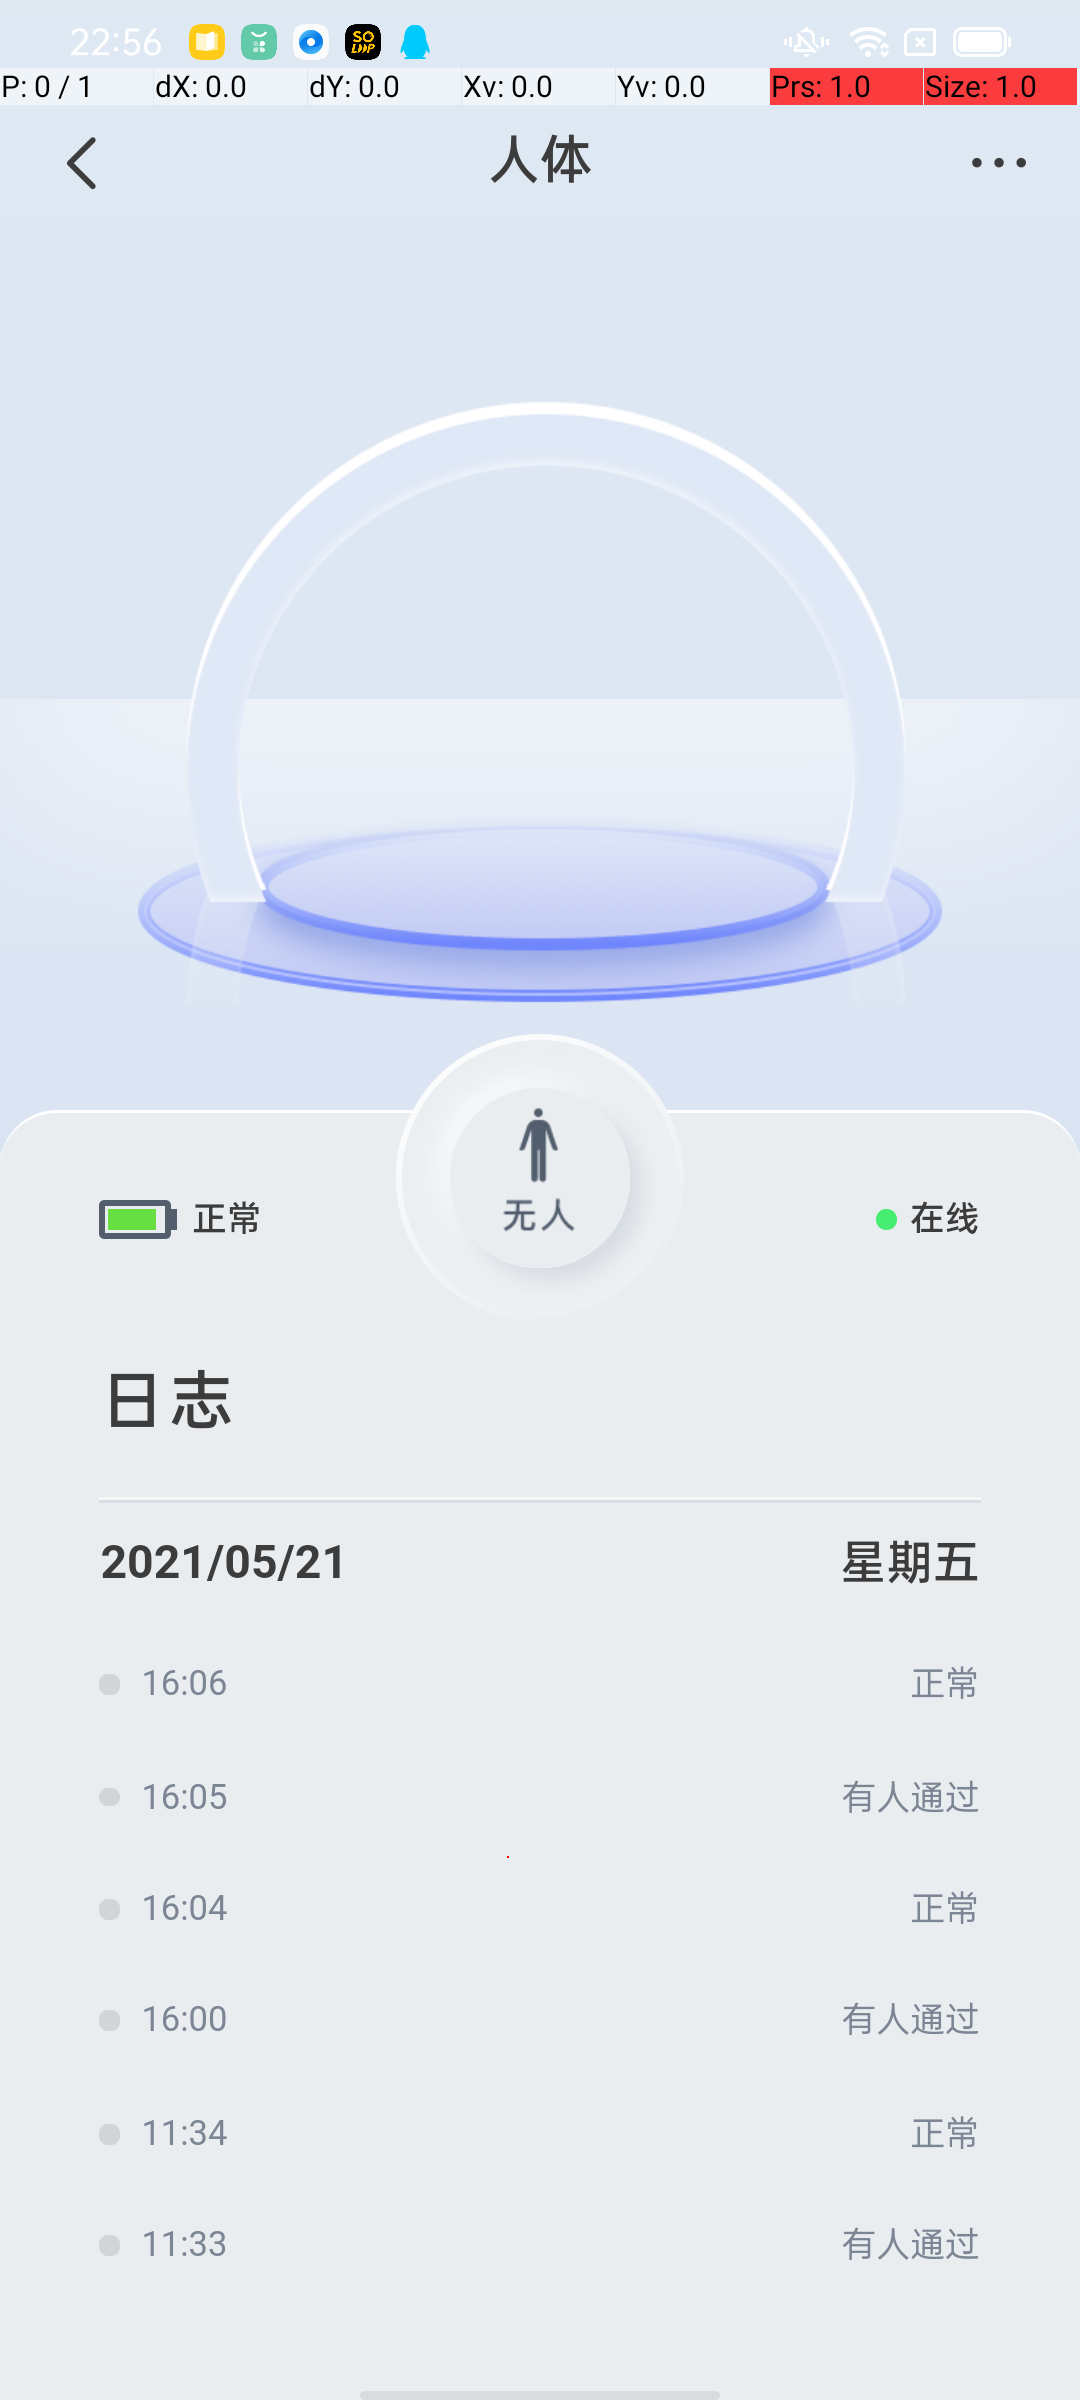 22:56
SO
LOOP
P: 0 / 1 dX: 0.0 dY: 0.0 Xv: 0.0 Yv: 0.0 Prs: 1.0 Size: 1.0
人体
无人
正常 在线
日志
2021/05/21 星期五
16:06 正常
16:05 有人通过
16:04 正常
16:00 有人通过
11:34 正常
11:33 有人通过